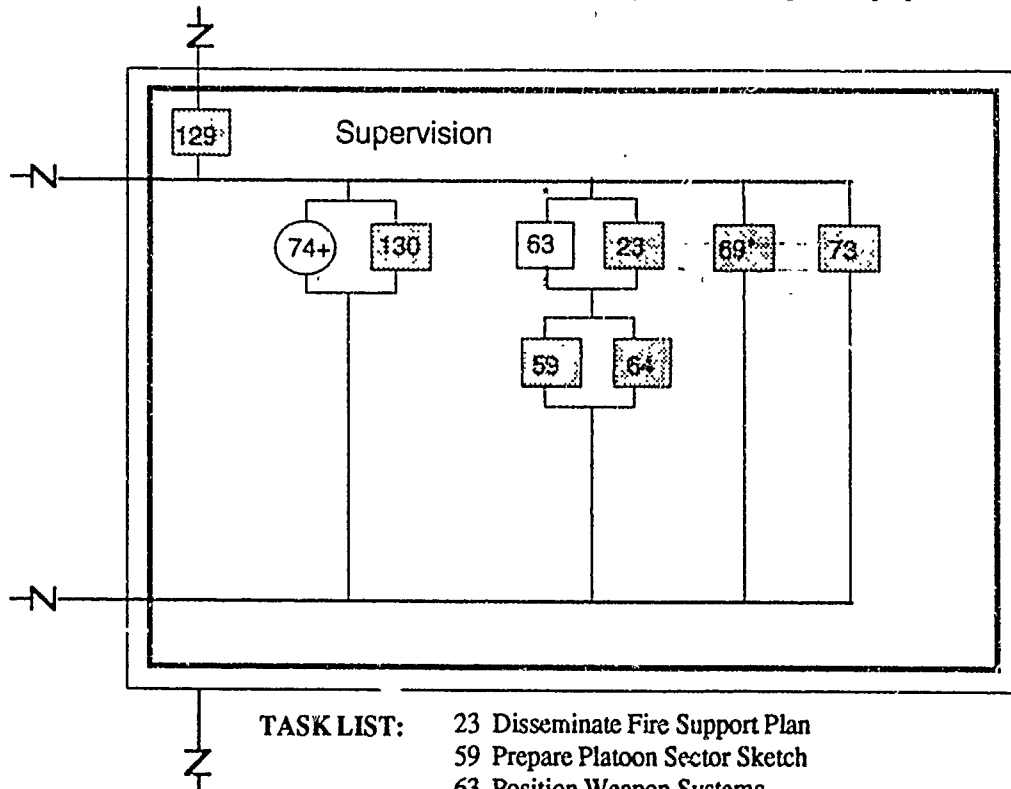 129 Supervision
74+ 130 63 23 69* 73
59 64
TASK LIST: 23 Disseminate Fire Support Plan
59 Prepare Platoon Sector Sketch
63 Position Weapon Systems